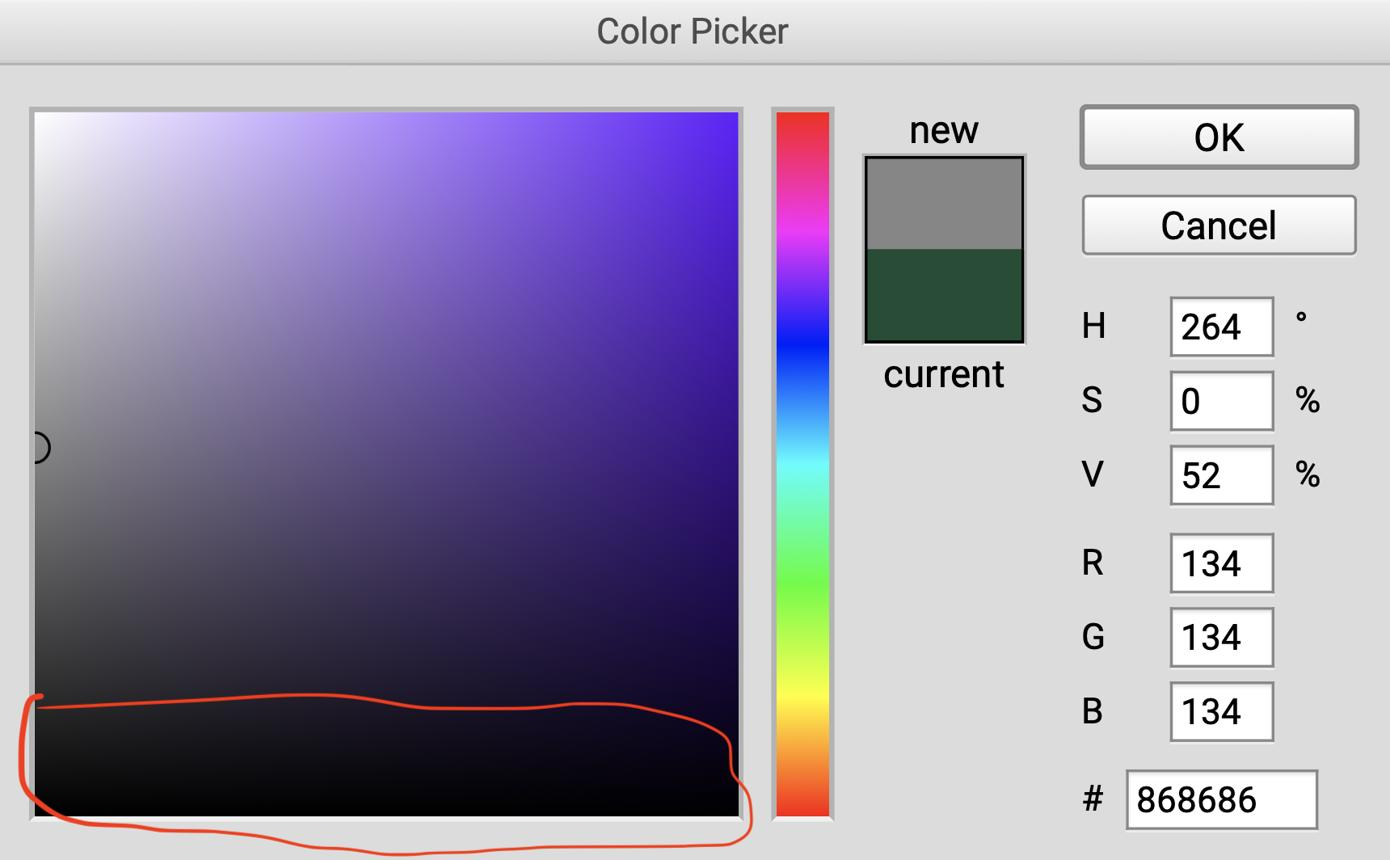 Color Picker
new
current
OK
Cancel
H 264 °
S 0 %
V 52 %
R 134
G 134
B 134
# 868686